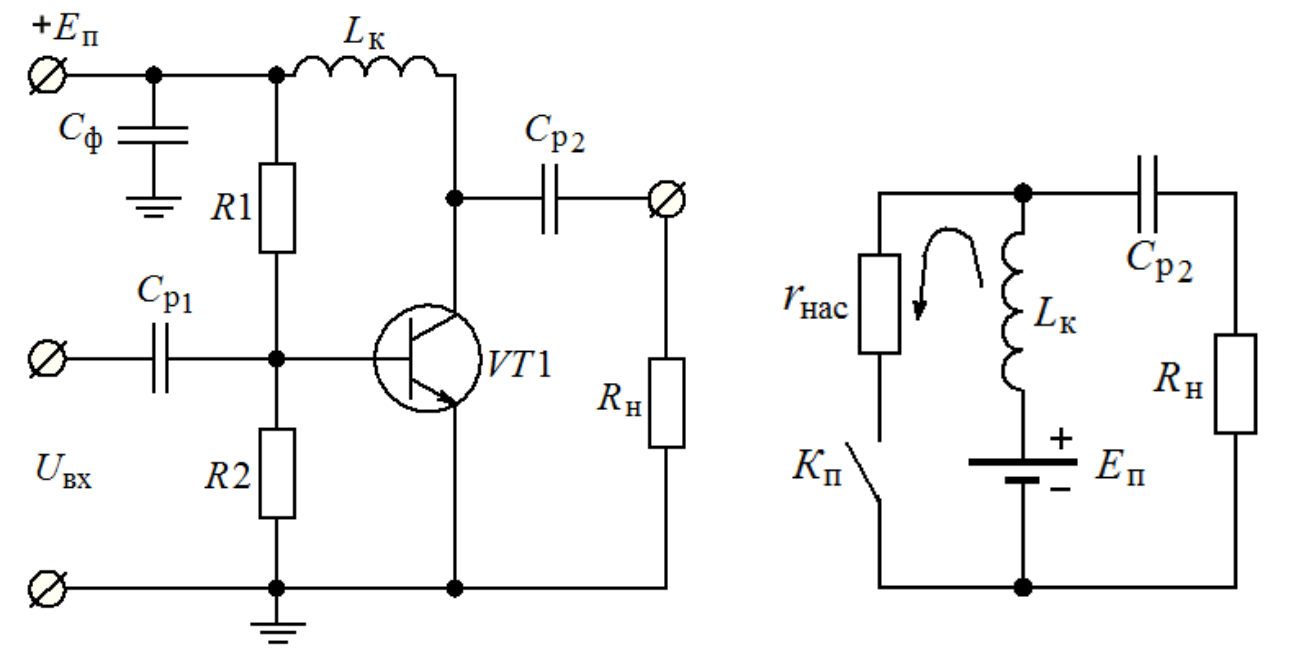 +Eп
Lк
Cф
Cр2
R1
Cр1
VT1
Rн
Uвх
R2
rнас
Lк
Cр2
Rн
Kп
+
Eп
−